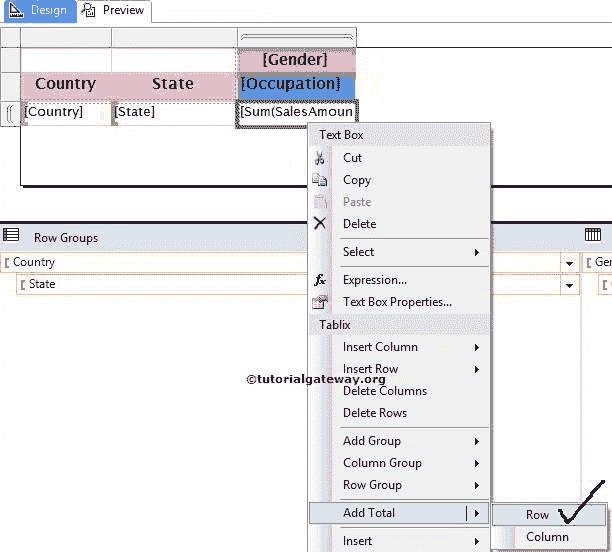 Design Preview
[Gender]
Country State [Occupation]
[Country] [State] [Sum(SalesAmoun
Text Box
Cut
Copy
Paste
Delete
Select
Expression...
Text Box Properties...
Tablix
Insert Column
Insert Row
Delete Columns
Delete Rows
Add Group
Column Group
Row Group
Add Total
Insert
Row
Column
Row Groups
Country
State
Ge
©tutorialgateway.org